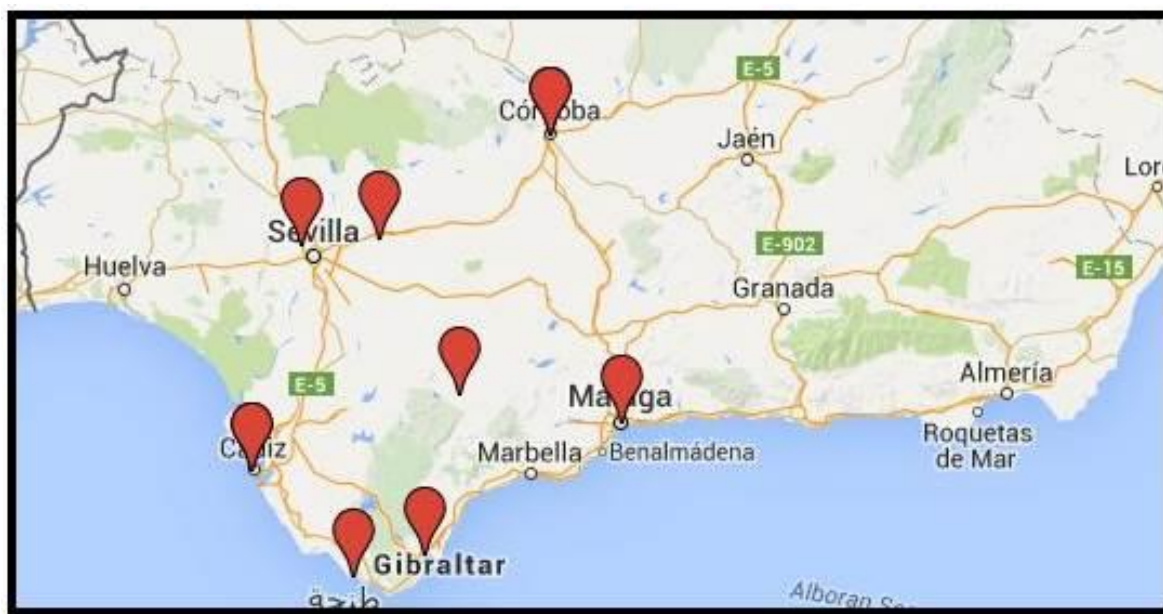 E-5
Córdoba
Jaén
Lor
Sevilla
E-902
Huelva
E-15
Granada
E-5
Málaga
Almería
Cádiz
Marbella
Benalmádena
Roquetas
de Mar
Gibraltar
طنجة
Alboran Se